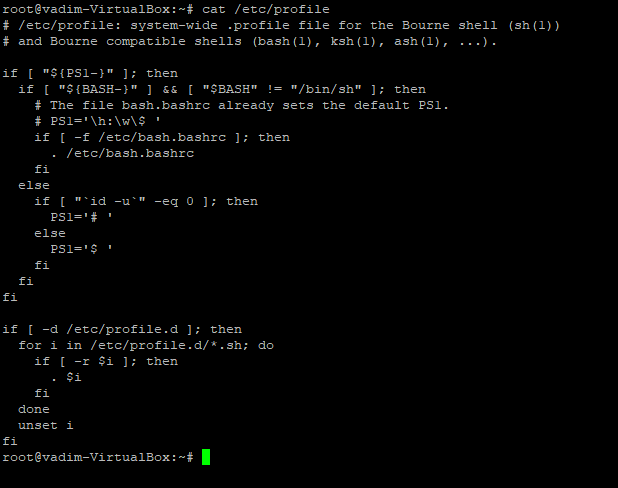 root@vadim-VirtualBox:~# cat /etc/profile
# /etc/profile: system-wide .profile file for the Bourne shell (sh(1))
# and Bourne compatible shells (bash(1), ksh(1), ash(1), ...).

if [ "${PS1-}" ]; then
  if [ "${BASH-}" ] && [ "$BASH" != "/bin/sh" ]; then
    # The file bash.bashrc already sets the default PS1.
    # PS1='\h:\w\$ '
    if [ -f /etc/bash.bashrc ]; then
      . /etc/bash.bashrc
    fi
  else
    if [ "`id -u`" -eq 0 ]; then
      PS1='# '
    else
      PS1='$ '
    fi
  fi
fi

if [ -d /etc/profile.d ]; then
  for i in /etc/profile.d/*.sh; do
    if [ -r $i ]; then
      . $i
    fi
  done
  unset i
fi
root@vadim-VirtualBox:~#